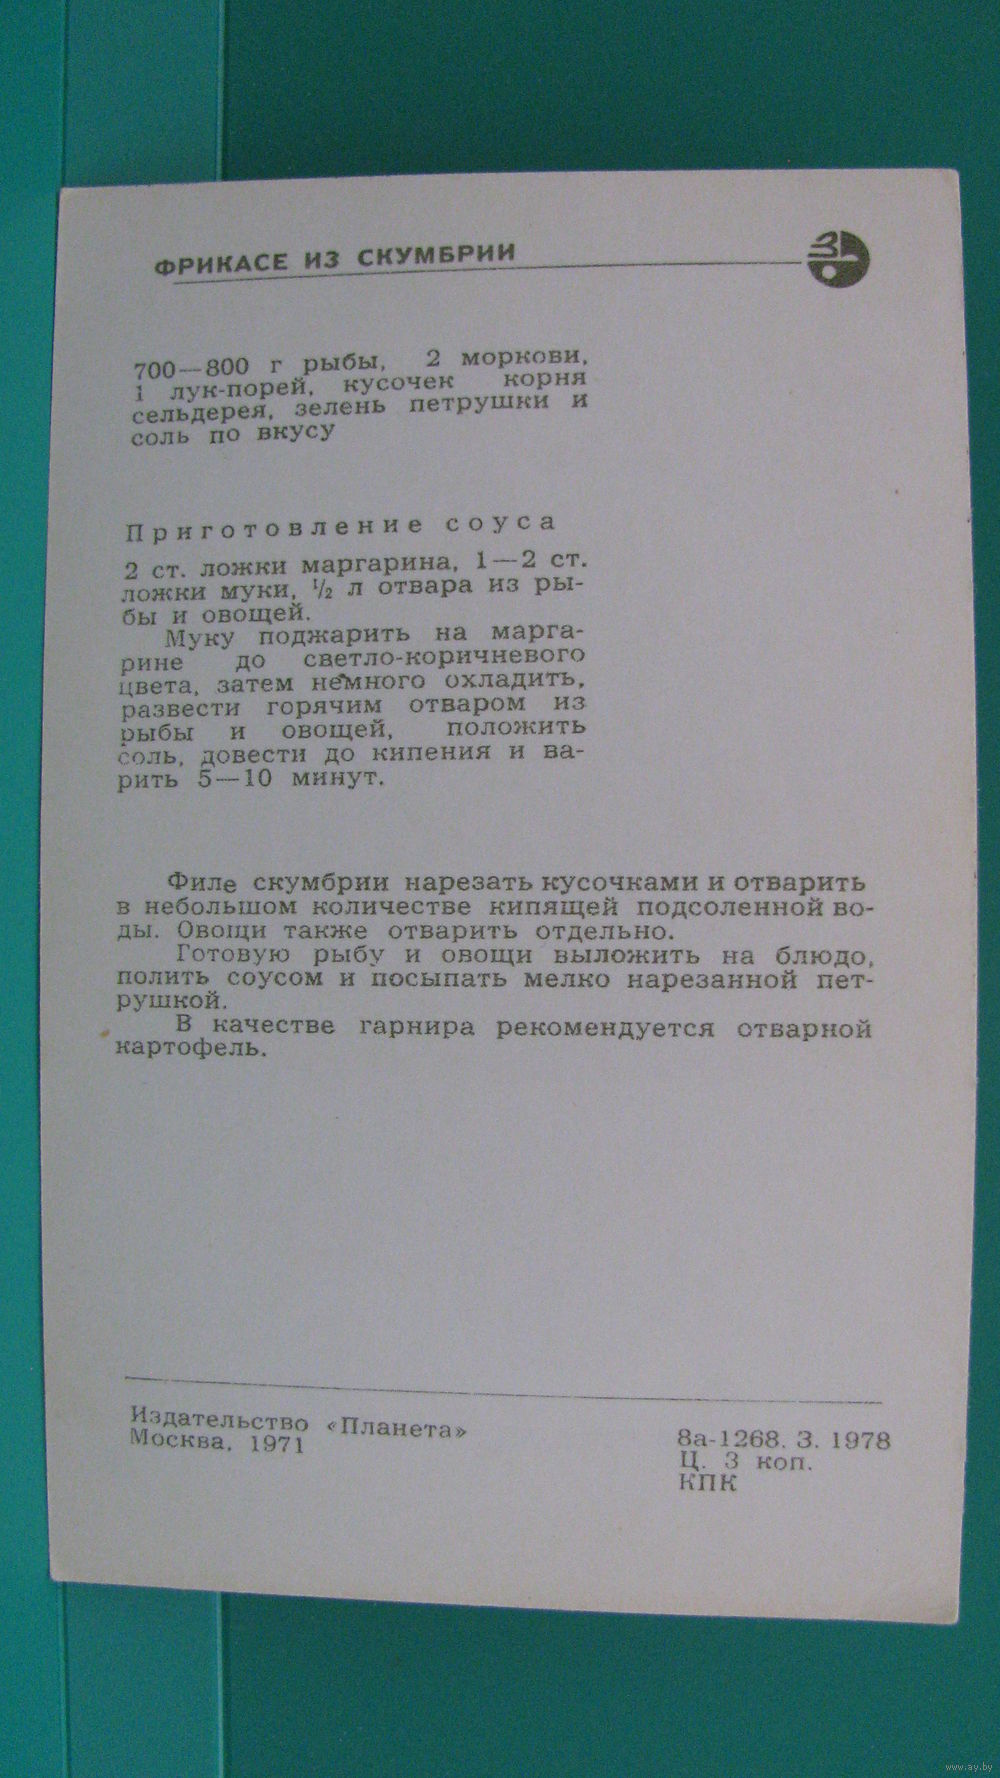 ФРИКАСЕ ИЗ СКУМБРИИ
700—800 г рыбы, 2 моркови,
1 лук-порей, кусочек корня
сельдерея, зелень петрушки и
соль по вкусу
Приготовление соуса
2 ст. ложки маргарина, 1—2 ст.
ложки муки, ½ л отвара из ры-
бы и овощей.
Муку поджарить на марга-
рине до светло-коричневого
цвета, затем немного охладить,
развести горячим отваром из
рыбы и овощей, положить
соль, довести до кипения и ва-
рить 5—10 минут.
Филе скумбрии нарезать кусочками и отварить
в небольшом количестве кипящей подсоленной во-
ды. Овощи также отварить отдельно.
Готовую рыбу и овощи выложить на блюдо,
полить соусом и посыпать мелко нарезанной пет-
рушкой.
В качестве гарнира рекомендуется отварной
картофель.
Издательство «Планета»
Москва, 1971
8а-1268. З. 1978
Ц. 3 коп.
КПК
www.ay.by